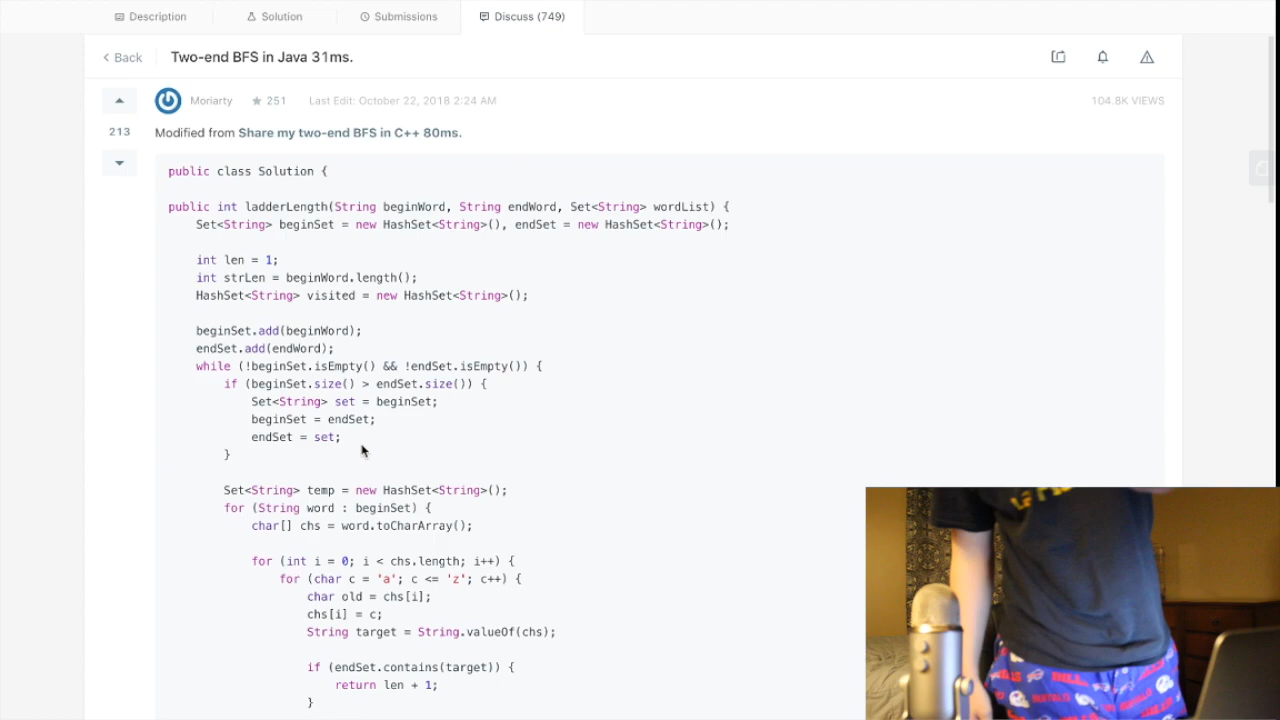 Description
Solution
Submissions
Discuss (749)
Back
Two-end BFS in Java 31ms.
Moriarty
251
Last Edit: October 22, 2018 2:24 AM
104.8K VIEWS
213
Modified from Share my two-end BFS in C++ 80ms.
public class Solution {
public int ladderLength(String beginWord, String endWord, Set<String> wordList) {
Set<String> beginSet = new HashSet<String>(), endSet = new HashSet<String>();
int len = 1;
int strLen = beginWord.length();
HashSet<String> visited = new HashSet<String>();
beginSet.add(beginWord);
endSet.add(endWord);
while (!beginSet.isEmpty() && !endSet.isEmpty()) {
if (beginSet.size() > endSet.size()) {
Set<String> set = beginSet;
beginSet = endSet;
endSet = set;
}
Set<String> temp = new HashSet<String>();
for (String word : beginSet) {
char[] chs = word.toCharArray();
for (int i = 0; i < chs.length; i++) {
for (char c = 'a'; c <= 'z'; c++) {
char old = chs[i];
chs[i] = c;
String target = String.valueOf(chs);
if (endSet.contains(target)) {
return len + 1;
}